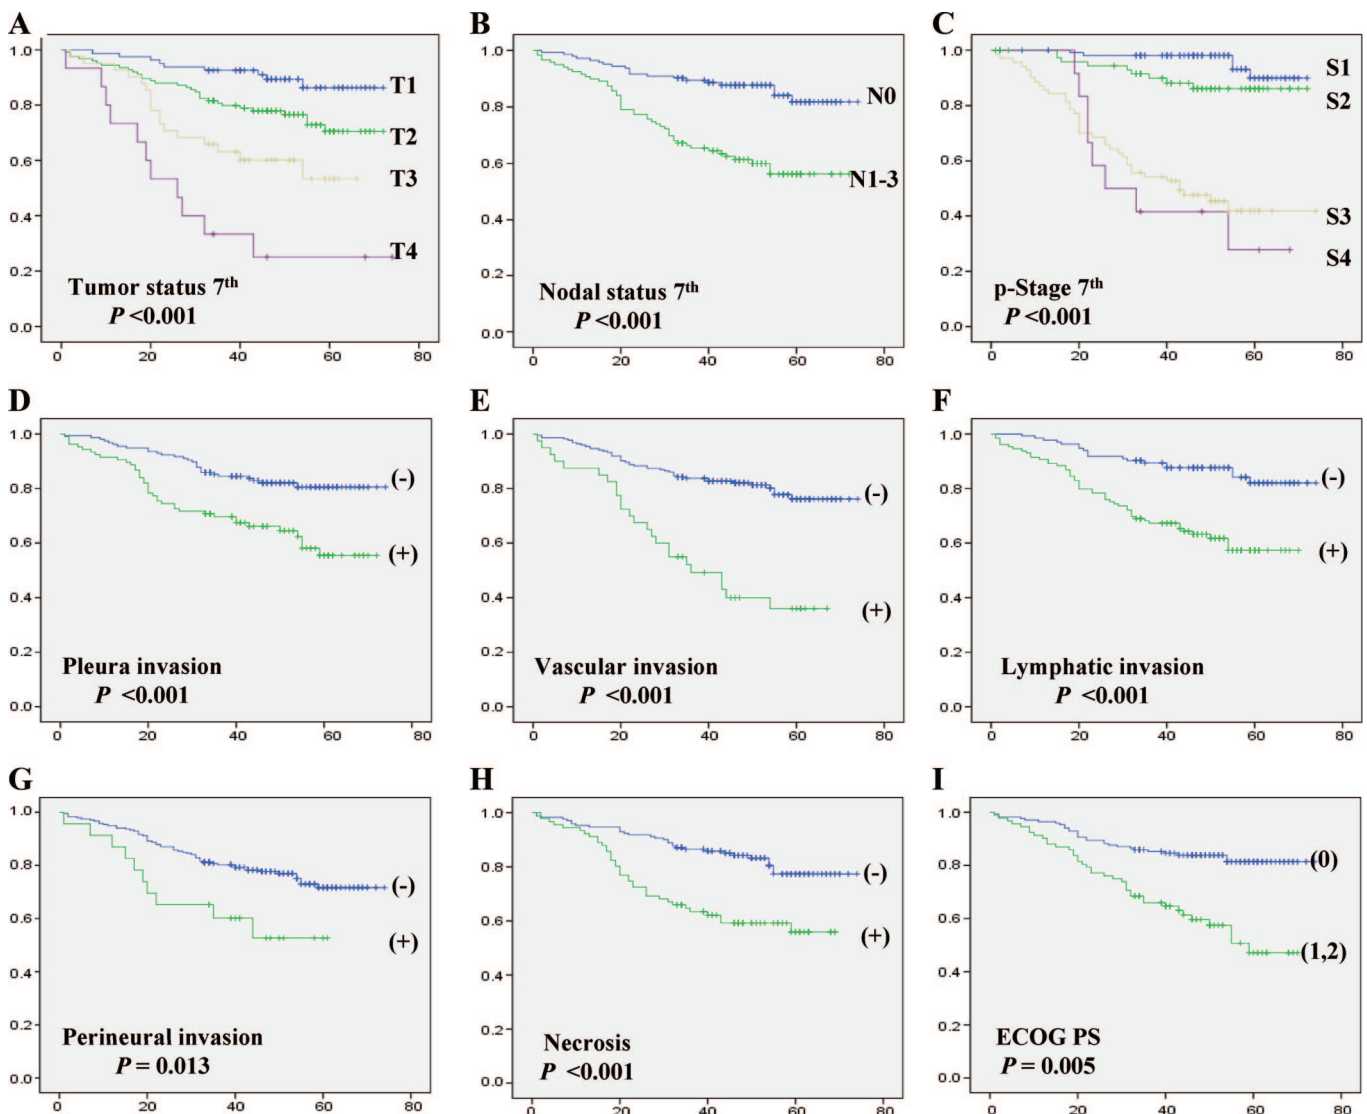 A
1.0
0.8
0.6
0.4
0.2
0.0
T1
T2
T3
T4
Tumor status 7th
P <0.001
0 20 40 60 80
B
1.0
0.8
0.6
0.4
0.2
0.0
N0
N1-3
Nodal status 7th
P <0.001
0 20 40 60 80
C
1.0
0.8
0.6
0.4
0.2
0.0
S1
S2
S3
S4
p-Stage 7th
P <0.001
0 20 40 60 80
D
1.0
0.8
0.6
0.4
0.2
0.0
(-)
(+)
Pleura invasion
P <0.001
0 20 40 60 80
E
1.0
0.8
0.6
0.4
0.2
0.0
(-)
(+)
Vascular invasion
P <0.001
0 20 40 60 80
F
1.0
0.8
0.6
0.4
0.2
0.0
(-)
(+)
Lymphatic invasion
P <0.001
0 20 40 60 80
G
1.0
0.8
0.6
0.4
0.2
0.0
(-)
(+)
Perineural invasion
P = 0.013
0 20 40 60 80
H
1.0
0.8
0.6
0.4
0.2
0.0
(-)
(+)
Necrosis
P <0.001
0 20 40 60 80
I
1.0
0.8
0.6
0.4
0.2
0.0
(0)
(1,2)
ECOG PS
P = 0.005
0 20 40 60 80